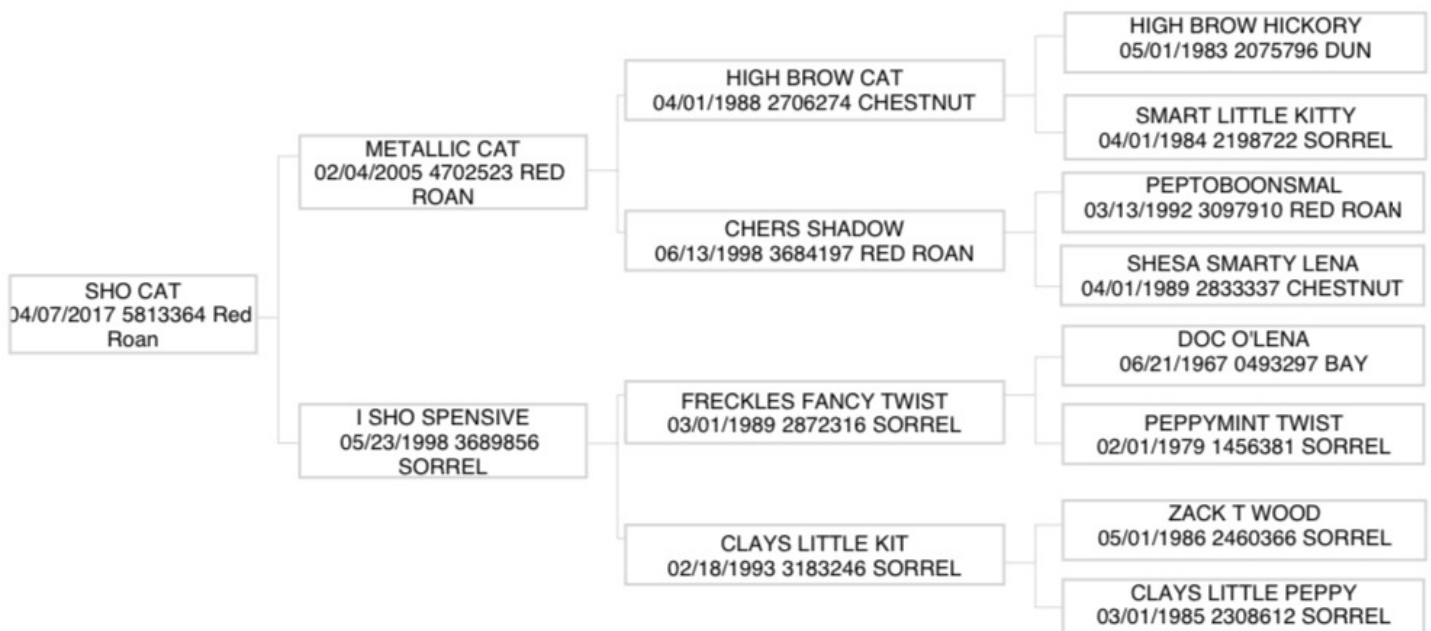 SHO CAT
04/07/2017 5813364 Red
Roan
METALLIC CAT
02/04/2005 4702523 RED
ROAN
I SHO SPENSIVE
05/23/1998 3689856
SORREL
HIGH BROW CAT
04/01/1988 2706274 CHESTNUT
CHERS SHADOW
06/13/1998 3684197 RED ROAN
FRECKLES FANCY TWIST
03/01/1989 2872316 SORREL
CLAYS LITTLE KIT
02/18/1993 3183246 SORREL
HIGH BROW HICKORY
05/01/1983 2075796 DUN
SMART LITTLE KITTY
04/01/1984 2198722 SORREL
PEPTOBOONSMAL
03/13/1992 3097910 RED ROAN
SHESA SMARTY LENA
04/01/1989 2833337 CHESTNUT
DOC O'LENA
06/21/1967 0493297 BAY
PEPPYMINT TWIST
02/01/1979 1456381 SORREL
ZACK T WOOD
05/01/1986 2460366 SORREL
CLAYS LITTLE PEPPY
03/01/1985 2308612 SORREL